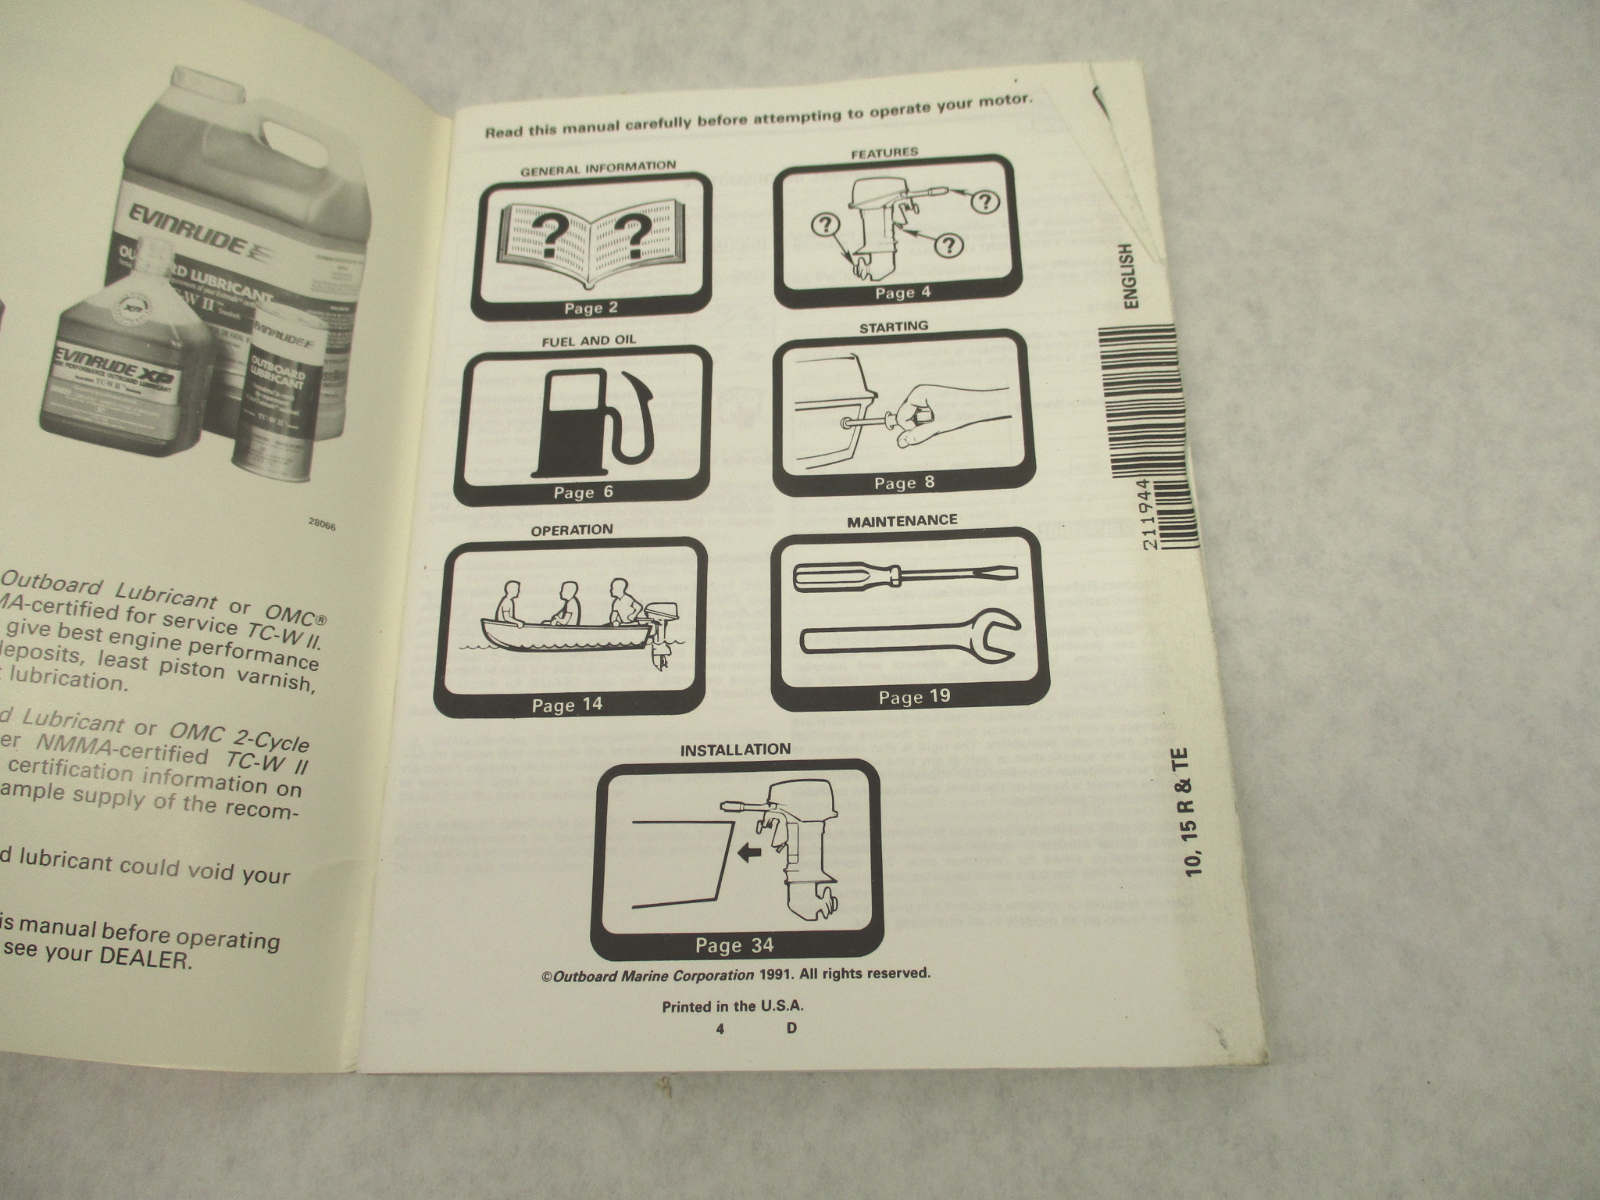 EVINRUDE
LUBRICANT
EVINRUDE XP
EVINRUDE
OUTBOARD
LUBRICANT
28066
Outboard Lubricant or OMC®
MA-certified for service TC-W II.
give best engine performance
deposits, least piston varnish,
lubrication.
d Lubricant or OMC 2-Cycle
er NMMA-certified TC-W II
certification information on
ample supply of the recom-
d lubricant could void your
is manual before operating
see your DEALER.
Read this manual carefully before attempting to operate your motor.
GENERAL INFORMATION
? ?
Page 2
FEATURES
?
?
?
Page 4
FUEL AND OIL
Page 6
STARTING
Page 8
OPERATION
Page 14
MAINTENANCE
Page 19
INSTALLATION
Page 34
©Outboard Marine Corporation 1991. All rights reserved.
Printed in the U.S.A.
4 D
ENGLISH
211944
10, 15 R & TE